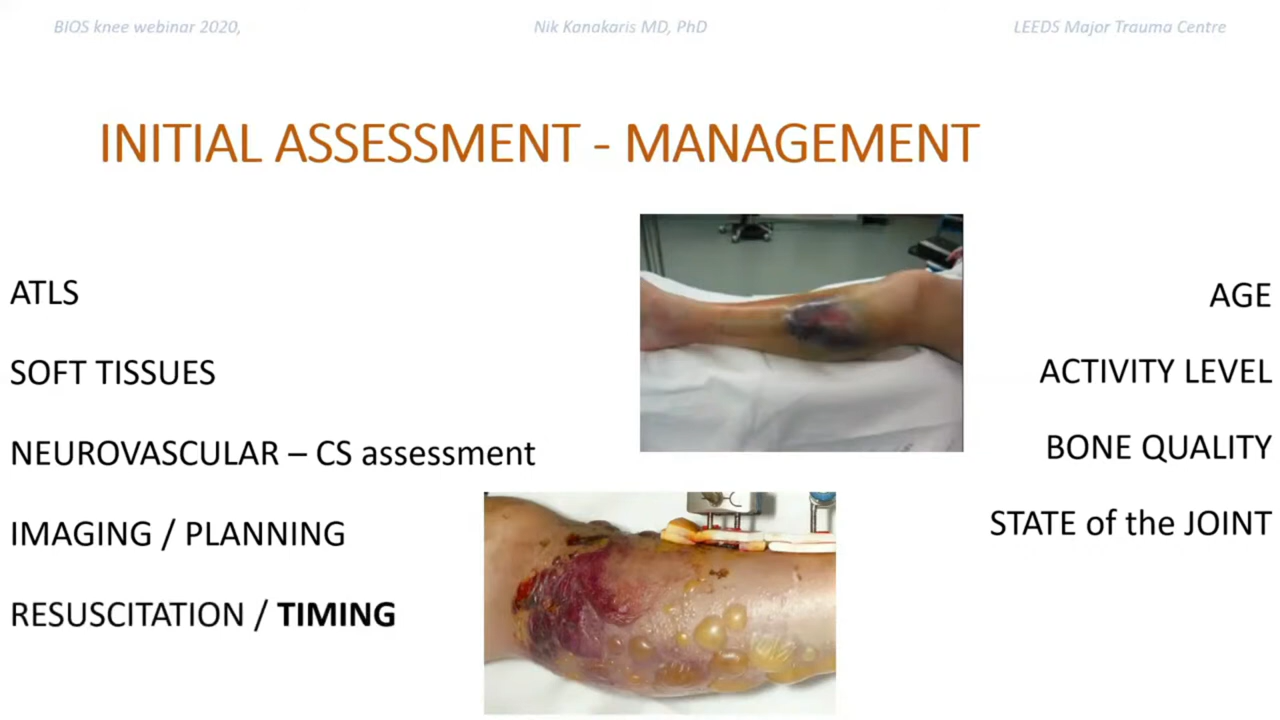 BIOS knee webinar 2020,
Nik Kanakaris MD, PhD
LEEDS Major Trauma Centre
INITIAL ASSESSMENT - MANAGEMENT
ATLS
SOFT TISSUES
NEUROVASCULAR – CS assessment
IMAGING / PLANNING
RESUSCITATION / TIMING
AGE
ACTIVITY LEVEL
BONE QUALITY
STATE of the JOINT